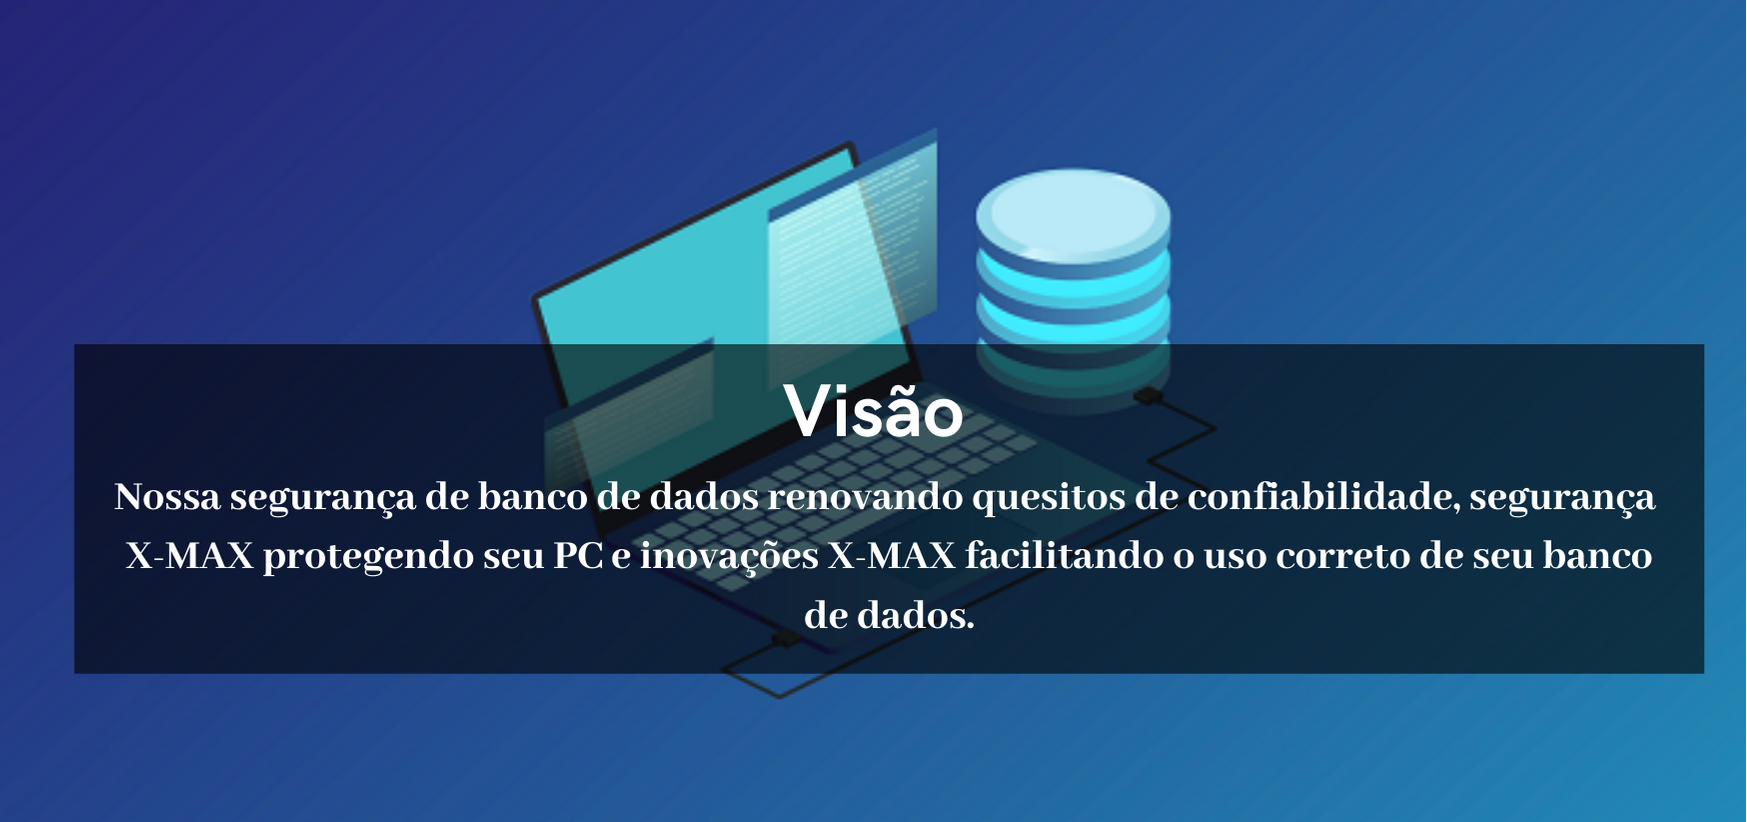 Visão
Nossa segurança de banco de dados renovando quesitos de confiabilidade, segurança
X-MAX protegendo seu PC e inovações X-MAX facilitando o uso correto de seu banco
de dados.